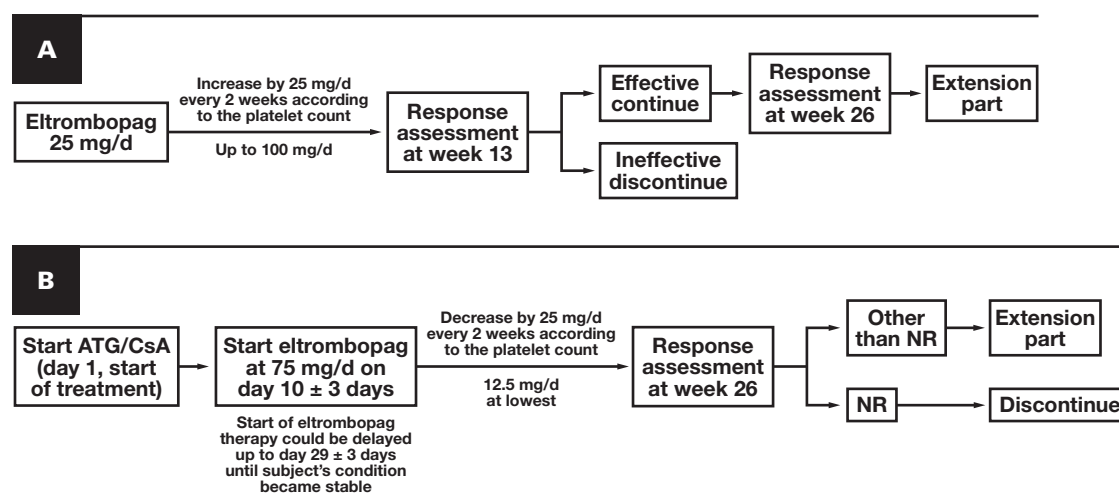 A
Eltrombopag
25 mg/d
Increase by 25 mg/d
every 2 weeks according
to the platelet count
Up to 100 mg/d
Response
assessment
at week 13
Effective
continue
Ineffective
discontinue
Response
assessment
at week 26
Extension
part
B
Start ATG/CsA
(day 1, start
of treatment)
Start eltrombopag
at 75 mg/d on
day 10 ± 3 days
Start of eltrombopag
therapy could be delayed
up to day 29 ± 3 days
until subject's condition
became stable
Decrease by 25 mg/d
every 2 weeks according
to the platelet count
12.5 mg/d
at lowest
Response
assessment
at week 26
Other
than NR
Extension
part
NR
Discontinue